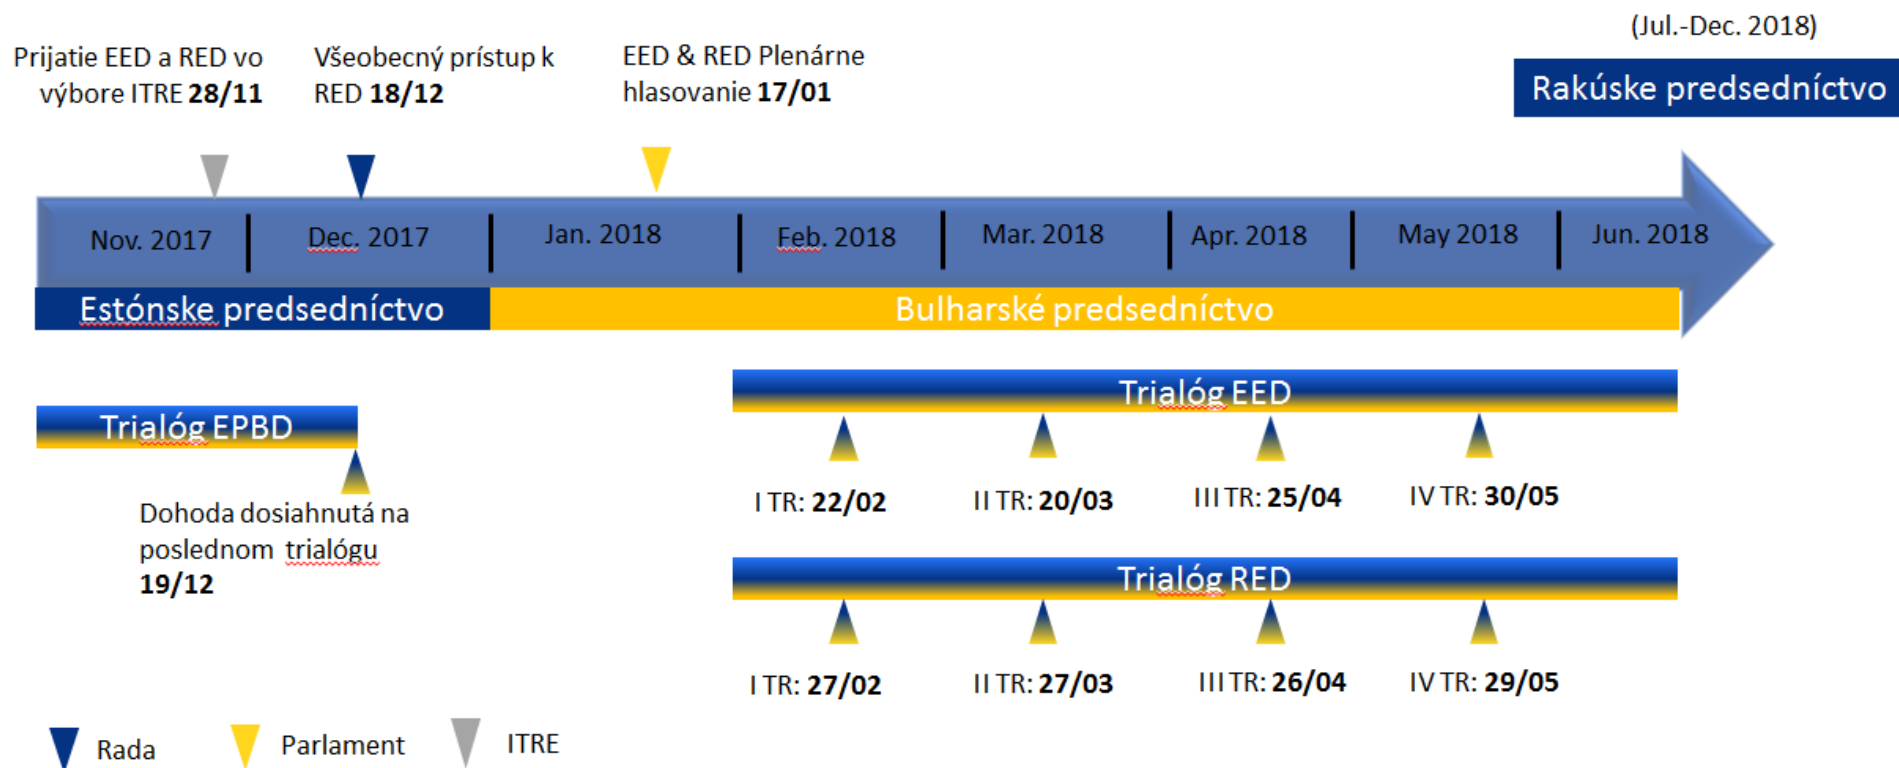 (Jul.-Dec. 2018)
Rakúske predsedníctvo
Prijatie EED a RED vo
výbore ITRE 28/11
Všeobecný prístup k
RED 18/12
EED & RED Plenárne
hlasovanie 17/01
Nov. 2017
Dec. 2017
Jan. 2018
Feb. 2018
Mar. 2018
Apr. 2018
May 2018
Jun. 2018
Estónske predsedníctvo
Bulharské predsedníctvo
Trialóg EPBD
Dohoda dosiahnutá na
poslednom trialógu
19/12
Trialóg EED
I TR: 22/02
II TR: 20/03
III TR: 25/04
IV TR: 30/05
Trialóg RED
I TR: 27/02
II TR: 27/03
III TR: 26/04
IV TR: 29/05
Rada
Parlament
ITRE